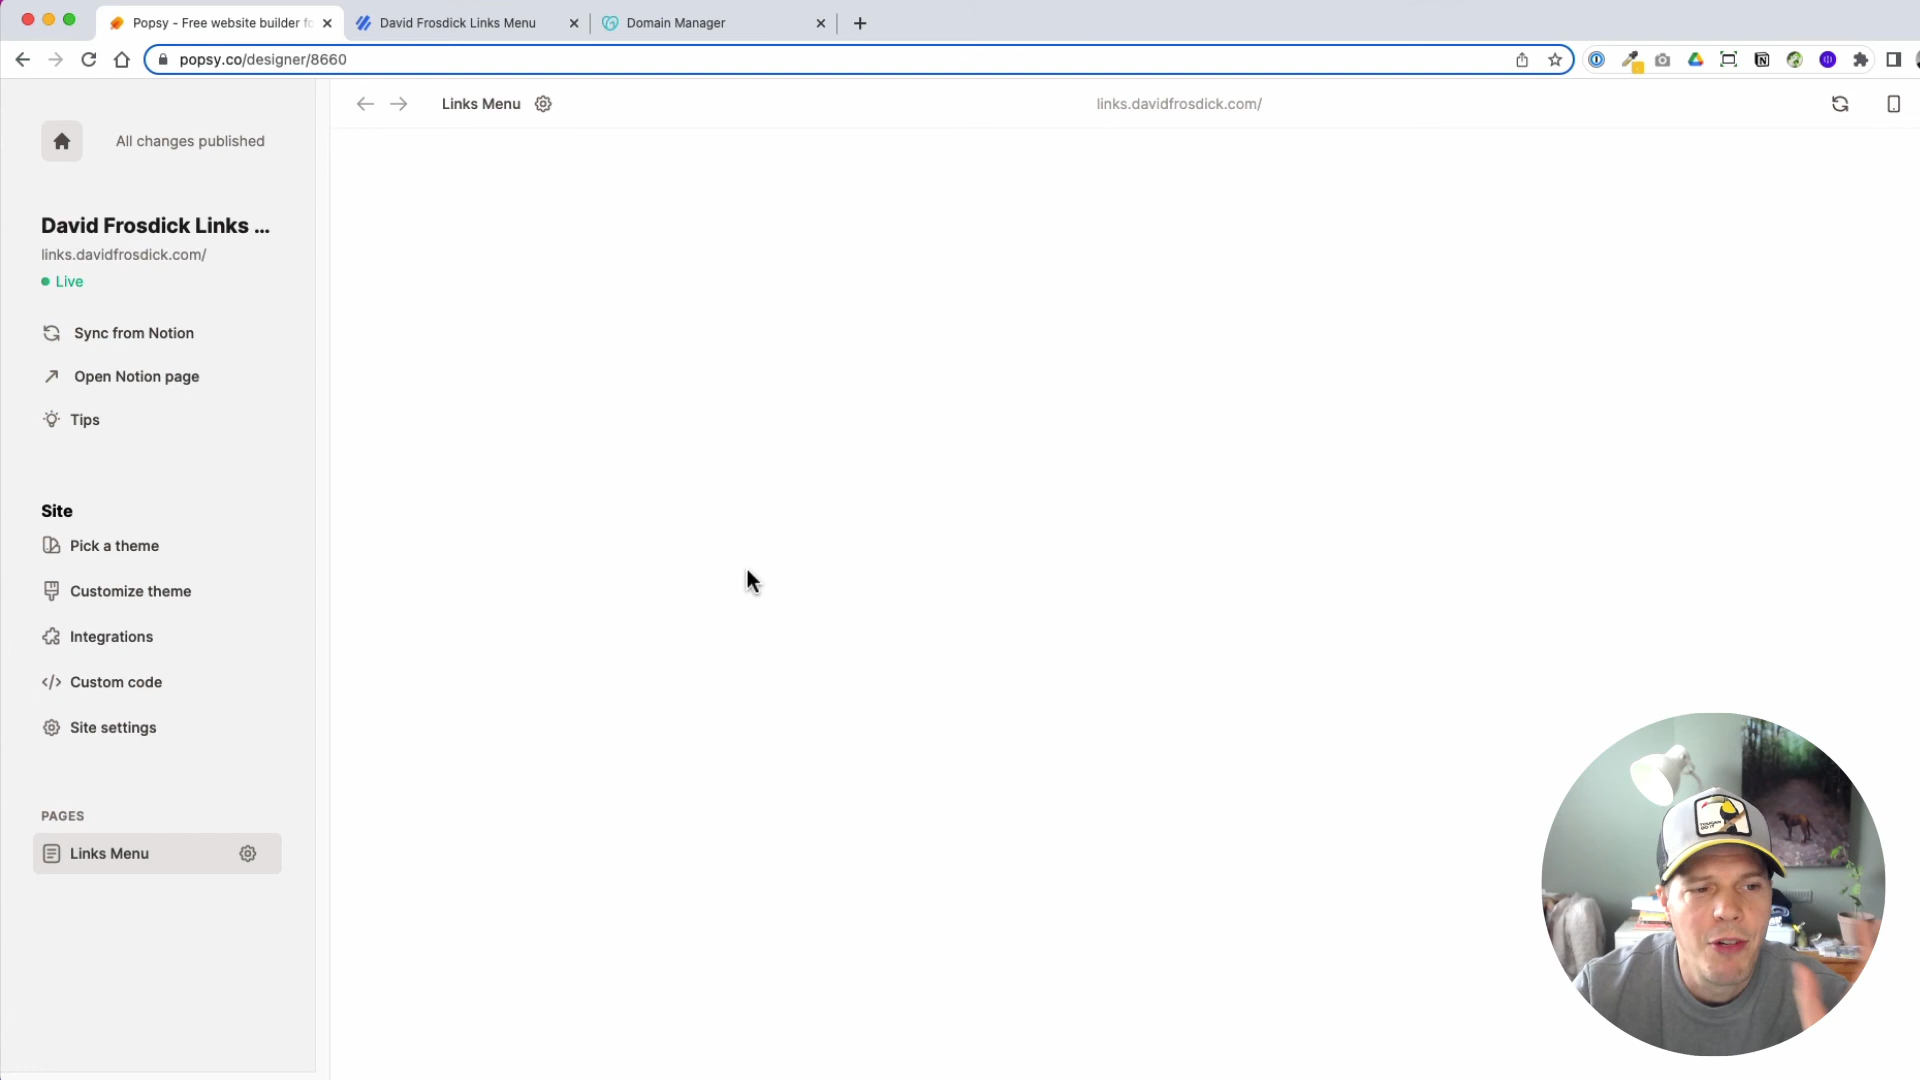 Popsy - Free website builder fo
David Frosdick Links Menu
Domain Manager
popsy.co/designer/8660
Links Menu
links.davidfrosdick.com/
All changes published
David Frosdick Links ...
links.davidfrosdick.com/
Live
Sync from Notion
Open Notion page
Tips
Site
Pick a theme
Customize theme
Integrations
Custom code
Site settings
PAGES
Links Menu